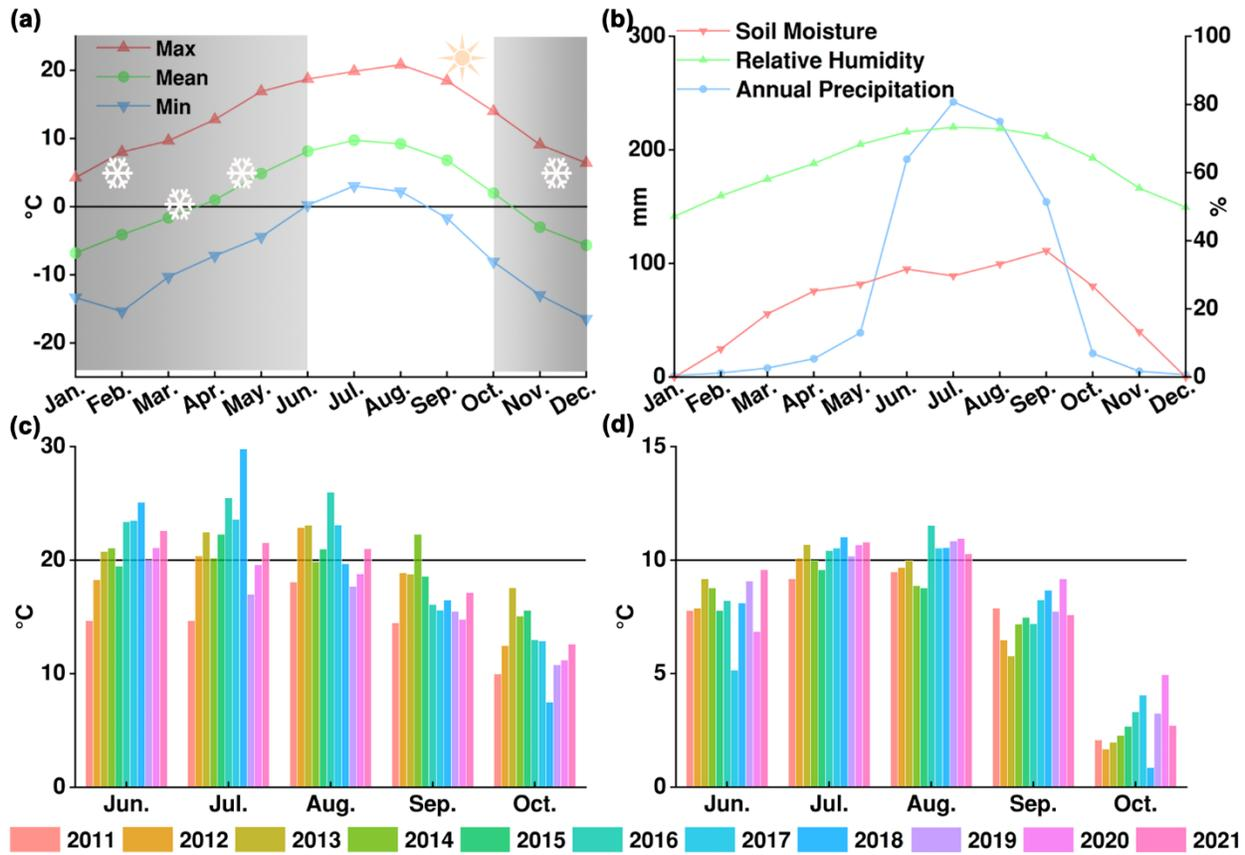 (a)
Max
Mean
Min
20
10
0
-10
-20
°C
Jan. Feb. Mar. Apr. May. Jun. Jul. Aug. Sep. Oct. Nov. Dec.
(b)
Soil Moisture
Relative Humidity
Annual Precipitation
300
200
100
0
mm
100
80
60
40
20
0
%
Jan. Feb. Mar. Apr. May. Jun. Jul. Aug. Sep. Oct. Nov. Dec.
(c)
30
20
10
0
°C
Jun. Jul. Aug. Sep. Oct.
(d)
15
10
5
0
°C
Jun. Jul. Aug. Sep. Oct.
2011 2012 2013 2014 2015 2016 2017 2018 2019 2020 2021